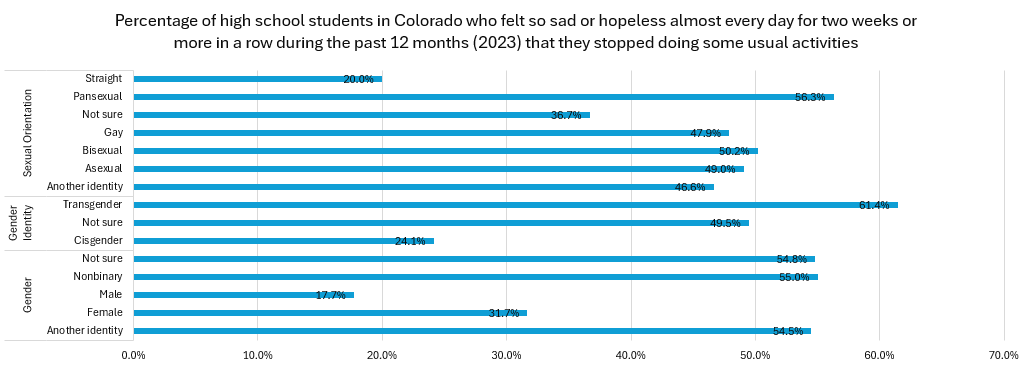 Percentage of high school students in Colorado who felt so sad or hopeless almost every day for two weeks or
more in a row during the past 12 months (2023) that they stopped doing some usual activities
Sexual Orientation
Straight 20.0%
Pansexual 56.3%
Not sure 36.7%
Gay 47.9%
Bisexual 50.2%
Asexual 49.0%
Another identity 46.6%
Gender
Identity
Transgender 61.4%
Not sure 49.5%
Cisgender 24.1%
Gender
Not sure 54.8%
Nonbinary 55.0%
Male 17.7%
Female 31.7%
Another identity 54.5%
0.0% 10.0% 20.0% 30.0% 40.0% 50.0% 60.0% 70.0%